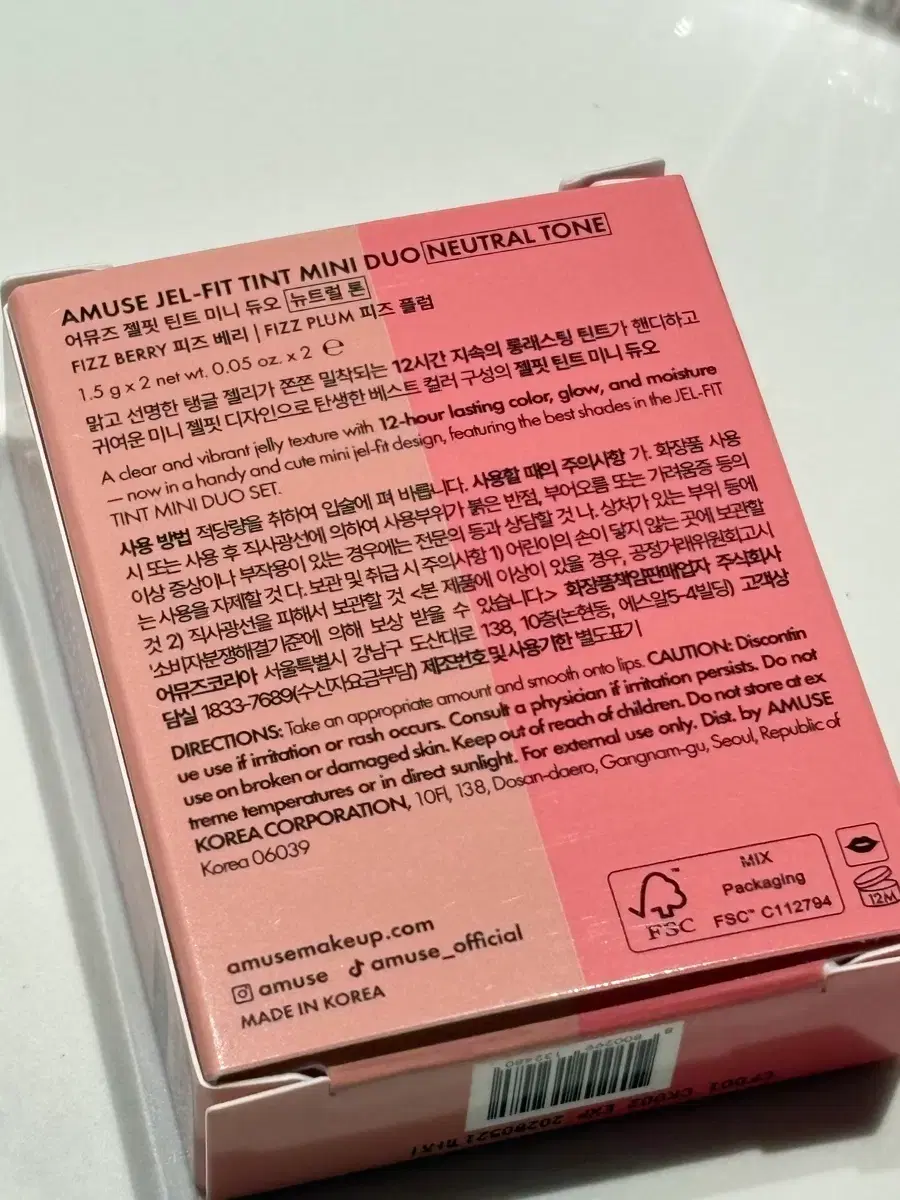 AMUSE JEL-FIT TINT MINI DUO NEUTRAL TONE
어뮤즈 젤핏 틴트 미니 듀오 뉴트럴 톤
FIZZ BERRY 피즈 베리 | FIZZ PLUM 피즈 플럼
1.5 g x 2 net wt. 0.05 oz. x 2 ℮
맑고 선명한 탱글 젤리가 쫀쫀 밀착되는 12시간 지속의 롱래스팅 틴트가 핸디하고
귀여운 미니 젤핏 디자인으로 탄생한 베스트 컬러 구성의 젤핏 틴트 미니 듀오
A clear and vibrant jelly texture with 12-hour lasting color, glow, and moisture
— now in a handy and cute mini jel-fit design, featuring the best shades in the JEL-FIT
TINT MINI DUO SET.
사용 방법 적당량을 취하여 입술에 펴 바릅니다. 사용할 때의 주의사항 가. 화장품 사용
시 또는 사용 후 직사광선에 의하여 사용부위가 붉은 반점, 부어오름 또는 가려움증 등의
이상 증상이나 부작용이 있는 경우에는 전문의 등과 상담할 것 나. 상처가 있는 부위 등에
는 사용을 자제할 것 다. 보관 및 취급 시 주의사항 1) 어린이의 손이 닿지 않는 곳에 보관할
것 2) 직사광선을 피해서 보관할 것 <본 제품에 이상이 있을 경우, 공정거래위원회고시
'소비자분쟁해결기준'에 의해 보상 받을 수 있습니다.> 화장품책임판매업자 주식회사
어뮤즈코리아 서울특별시 강남구 도산대로 138, 10층(논현동, 에스알5-4빌딩) 고객상
담실 1833-7689(수신자요금부담) 제조번호 및 사용기한 별도표기
DIRECTIONS: Take an appropriate amount and smooth onto lips. CAUTION: Discontin
ue use if irritation or rash occurs. Consult a physician if irritation persists. Do not
use on broken or damaged skin. Keep out of reach of children. Do not store at ex
treme temperatures or in direct sunlight. For external use only. Dist. by AMUSE
KOREA CORPORATION, 10Fl, 138, Dosan-daero, Gangnam-gu, Seoul, Republic of
Korea 06039
MIX
Packaging
FSC™ C112794
FSC
12M
amusemakeup.com
amuse amuse_official
MADE IN KOREA
8 800299 132480
EXP 20280521 까지